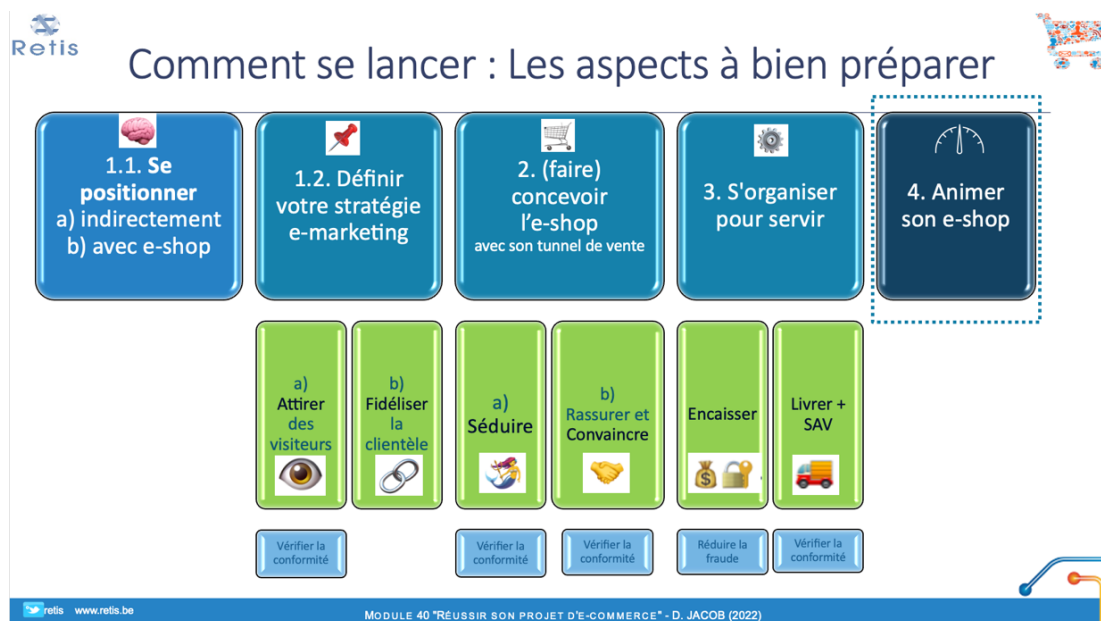 Retis
Comment se lancer : Les aspects à bien préparer
1.1. Se
positionner
a) indirectement
b) avec e-shop
1.2. Définir
votre stratégie
e-marketing
2. (faire)
concevoir
l'e-shop
avec son tunnel de vente
3. S'organiser
pour servir
4. Animer
son e-shop
a)
Attirer
des
visiteurs
b)
Fidéliser
la
clientèle
a)
Séduire
b)
Rassurer et
Convaincre
Encaisser
Livrer +
SAV
Vérifier la
conformité
Vérifier la
conformité
Vérifier la
conformité
Réduire la
fraude
Vérifier la
conformité
retis www.retis.be
MODULE 40 "RÉUSSIR SON PROJET D'E-COMMERCE" - D. JACOB (2022)